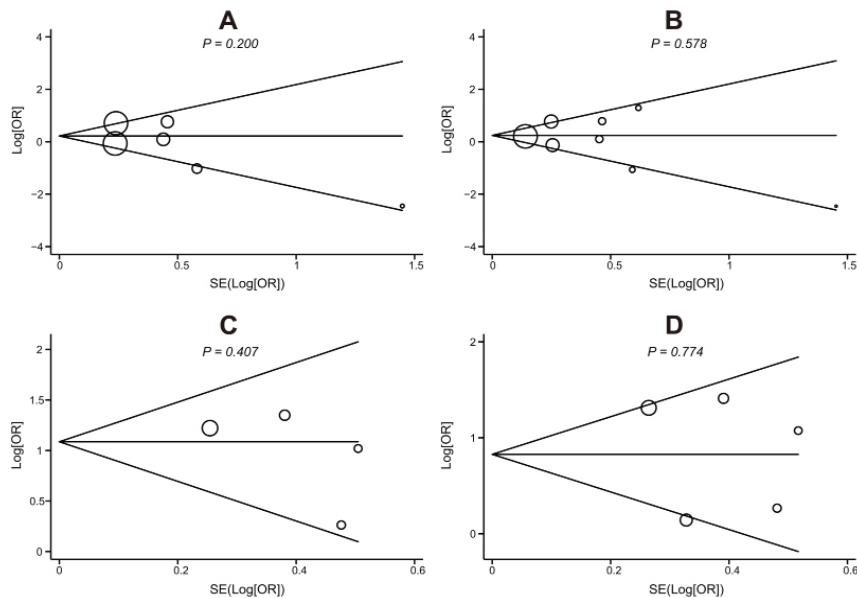 A
P = 0.200
4
2
0
−2
−4
Log[OR]
0
0.5
1
1.5
SE(Log[OR])
B
P = 0.578
4
2
0
−2
−4
Log[OR]
0
0.5
1
1.5
SE(Log[OR])
C
P = 0.407
2
1.5
1
0.5
0
Log[OR]
0
0.2
0.4
0.6
SE(Log[OR])
D
P = 0.774
2
1
0
Log[OR]
0
0.2
0.4
0.6
SE(Log[OR])